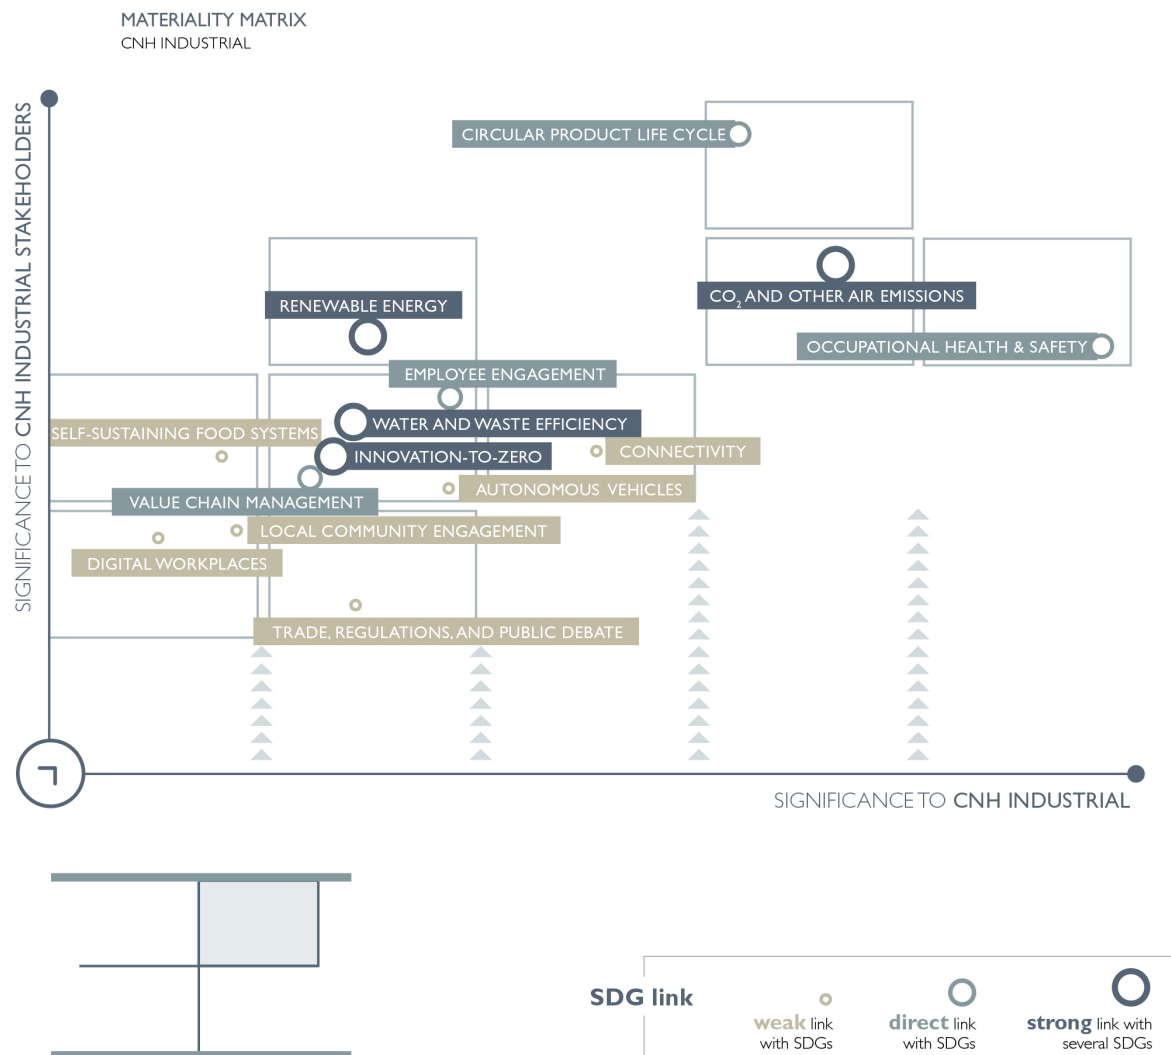 MATERIALITY MATRIX
CNH INDUSTRIAL
SIGNIFICANCE TO CNH INDUSTRIAL STAKEHOLDERS
CIRCULAR PRODUCT LIFE CYCLE
RENEWABLE ENERGY
CO₂ AND OTHER AIR EMISSIONS
OCCUPATIONAL HEALTH & SAFETY
EMPLOYEE ENGAGEMENT
WATER AND WASTE EFFICIENCY
SELF-SUSTAINING FOOD SYSTEMS
CONNECTIVITY
INNOVATION-TO-ZERO
AUTONOMOUS VEHICLES
VALUE CHAIN MANAGEMENT
LOCAL COMMUNITY ENGAGEMENT
DIGITAL WORKPLACES
TRADE, REGULATIONS, AND PUBLIC DEBATE
SIGNIFICANCE TO CNH INDUSTRIAL
SDG link
weak link
with SDGs
direct link
with SDGs
strong link with
several SDGs